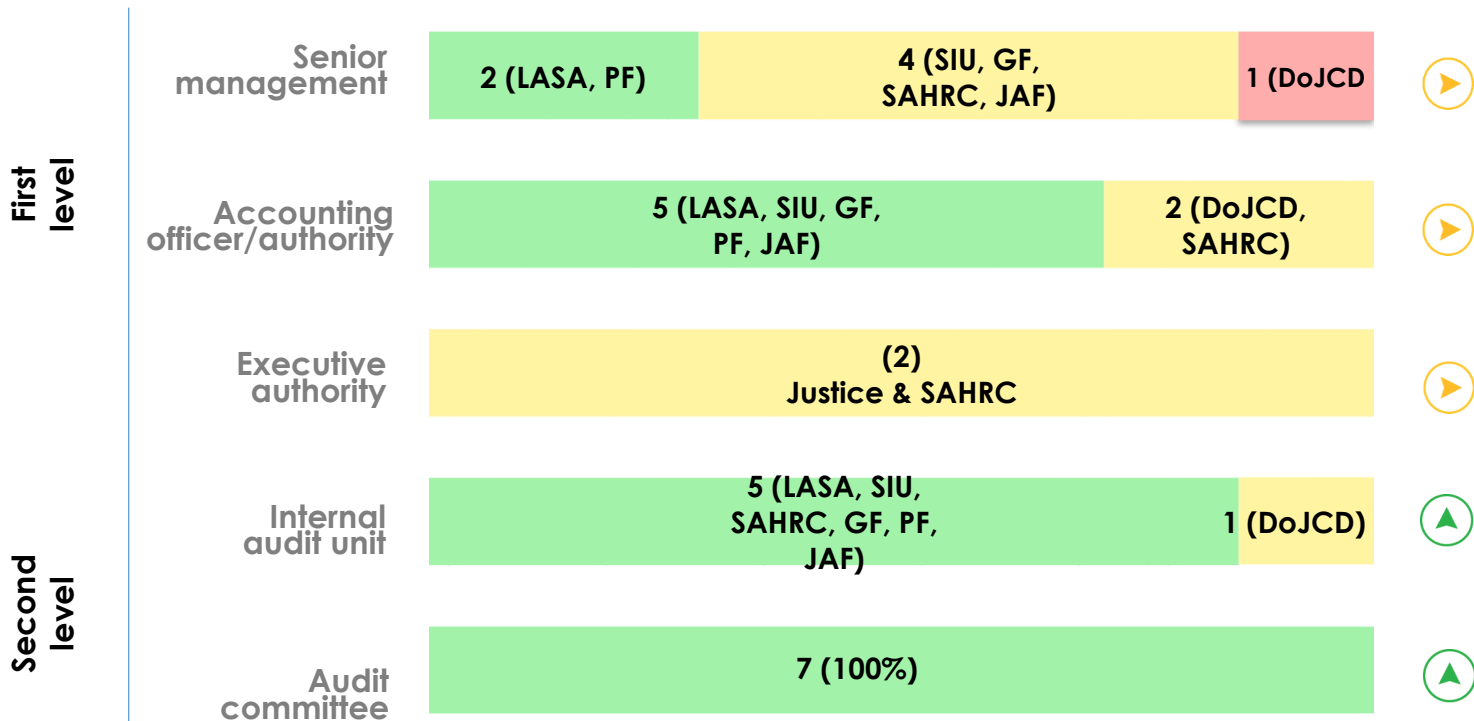 First
level
Senior
management
2 (LASA, PF)
4 (SIU, GF,
SAHRC, JAF)
1 (DoJCD
Accounting
officer/authority
5 (LASA, SIU, GF,
PF, JAF)
2 (DoJCD,
SAHRC)
Executive
authority
(2)
Justice & SAHRC
Second
level
Internal
audit unit
5 (LASA, SIU,
SAHRC, GF, PF,
JAF)
1 (DoJCD)
Audit
committee
7 (100%)